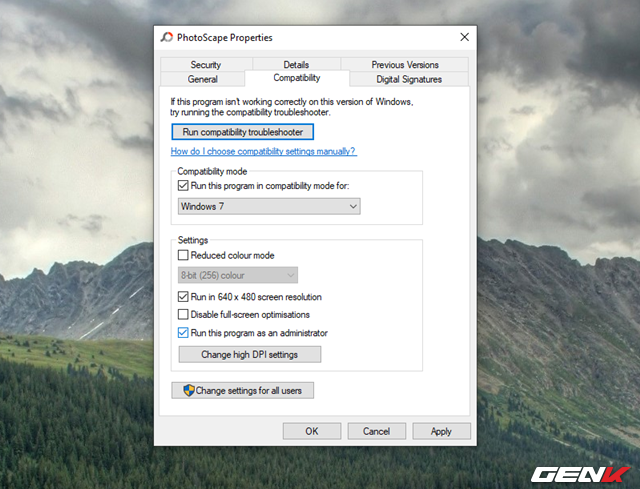 PhotoScape Properties
Security Details Previous Versions
General Compatibility Digital Signatures
If this program isn't working correctly on this version of Windows,
try running the compatibility troubleshooter.
Run compatibility troubleshooter
How do I choose compatibility settings manually?
Compatibility mode
Run this program in compatibility mode for:
Windows 7
Settings
Reduced colour mode
8-bit (256) colour
Run in 640 x 480 screen resolution
Disable full-screen optimisations
Run this program as an administrator
Change high DPI settings
Change settings for all users
OK Cancel Apply
GENK